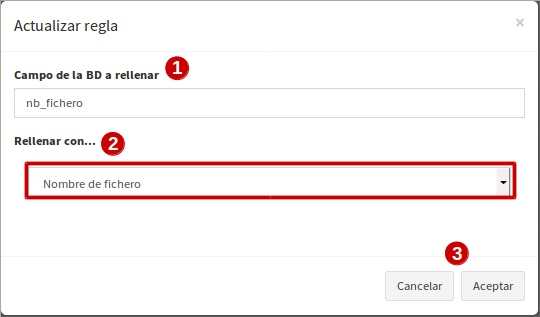 Actualizar regla ×
Campo de la BD a rellenar 1
nb_fichero
Rellenar con... 2
Nombre de fichero
3
Cancelar Aceptar